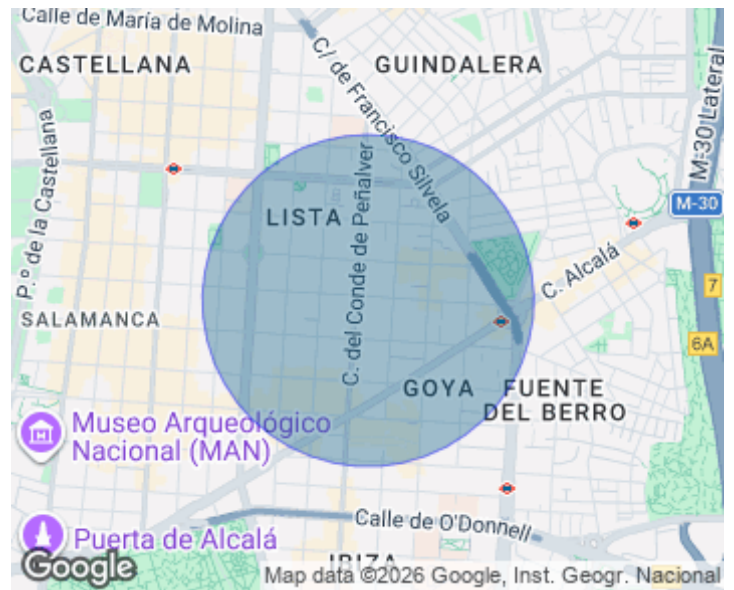 Calle de María de Molina
CASTELLANA
GUINDALERA
C/ de Francisco Silvela
M-30 Lateral
P.º de la Castellana
LISTA
C. del Conde de Peñalver
M-30
C. Alcalá
7
SALAMANCA
6A
GOYA
FUENTE
DEL BERRO
Museo Arqueológico
Nacional (MAN)
Calle de O'Donnell
Puerta de Alcalá
IBIZA
Google
Map data ©2026 Google, Inst. Geogr. Nacional